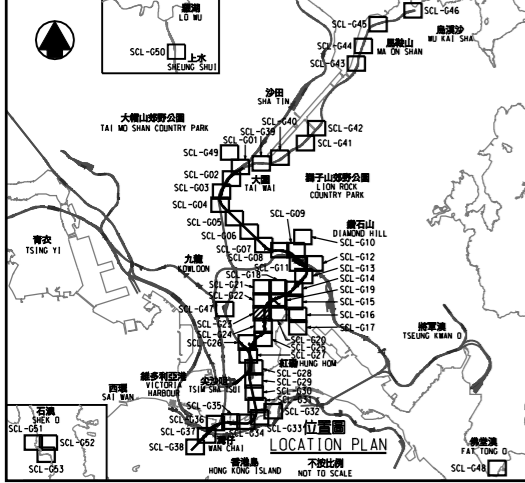 羅湖
LO WU
SCL-G50
上水
SHEUNG SHUI
SCL-G46
SCL-G45
烏溪沙
WU KAI SHA
SCL-G44
馬鞍山
MA ON SHAN
SCL-G43
沙田
SHA TIN
大帽山郊野公園
TAI MO SHAN COUNTRY PARK
SCL-G40
SCL-G39
SCL-G42
SCL-G41
SCL-G01
SCL-G49
SCL-G02
大圍
TAI WAI
獅子山郊野公園
LION ROCK
COUNTRY PARK
SCL-G03
SCL-G04
SCL-G05
SCL-G06
SCL-G07
SCL-G08
SCL-G09
鑽石山
DIAMOND HILL
SCL-G10
SCL-G11
SCL-G12
SCL-G13
SCL-G14
SCL-G18
SCL-G19
SCL-G15
SCL-G16
SCL-G17
青衣
TSING YI
九龍
KOWLOON
SCL-G21
SCL-G22
SCL-G47
SCL-G23
SCL-G24
SCL-G26
SCL-G20
SCL-G25
SCL-G27
將軍澳
TSEUNG KWAN O
紅磡
HUNG HOM
SCL-G28
SCL-G29
SCL-G30
SCL-G31
SCL-G32
SCL-G33
SCL-G34
維多利亞港
VICTORIA
HARBOUR
尖沙咀
TSIM SHA TSUI
西環
SAI WAN
SCL-G35
SCL-G36
SCL-G37
SCL-G38
灣仔
WAN CHAI
香港島
HONG KONG ISLAND
石澳
SHEK O
SCL-G51
SCL-G52
SCL-G53
位置圖
LOCATION PLAN
不按比例
NOT TO SCALE
佛堂澳
FAT TONG O
SCL-G48